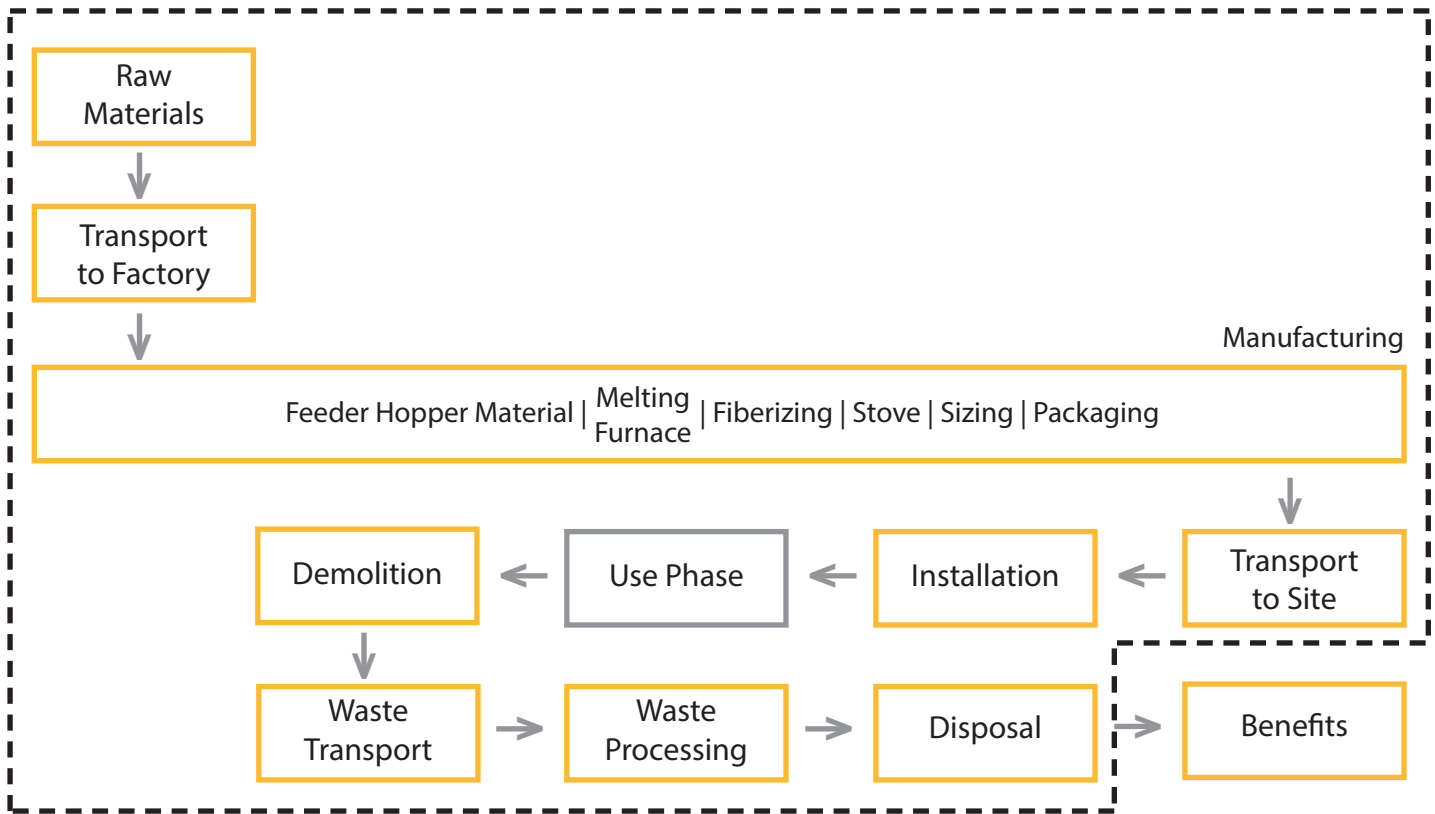 Raw
Materials
Transport
to Factory
Manufacturing
Feeder Hopper Material | Melting Furnace | Fiberizing | Stove | Sizing | Packaging
Transport
to Site
Installation
Use Phase
Demolition
Waste
Transport
Waste
Processing
Disposal
Benefits